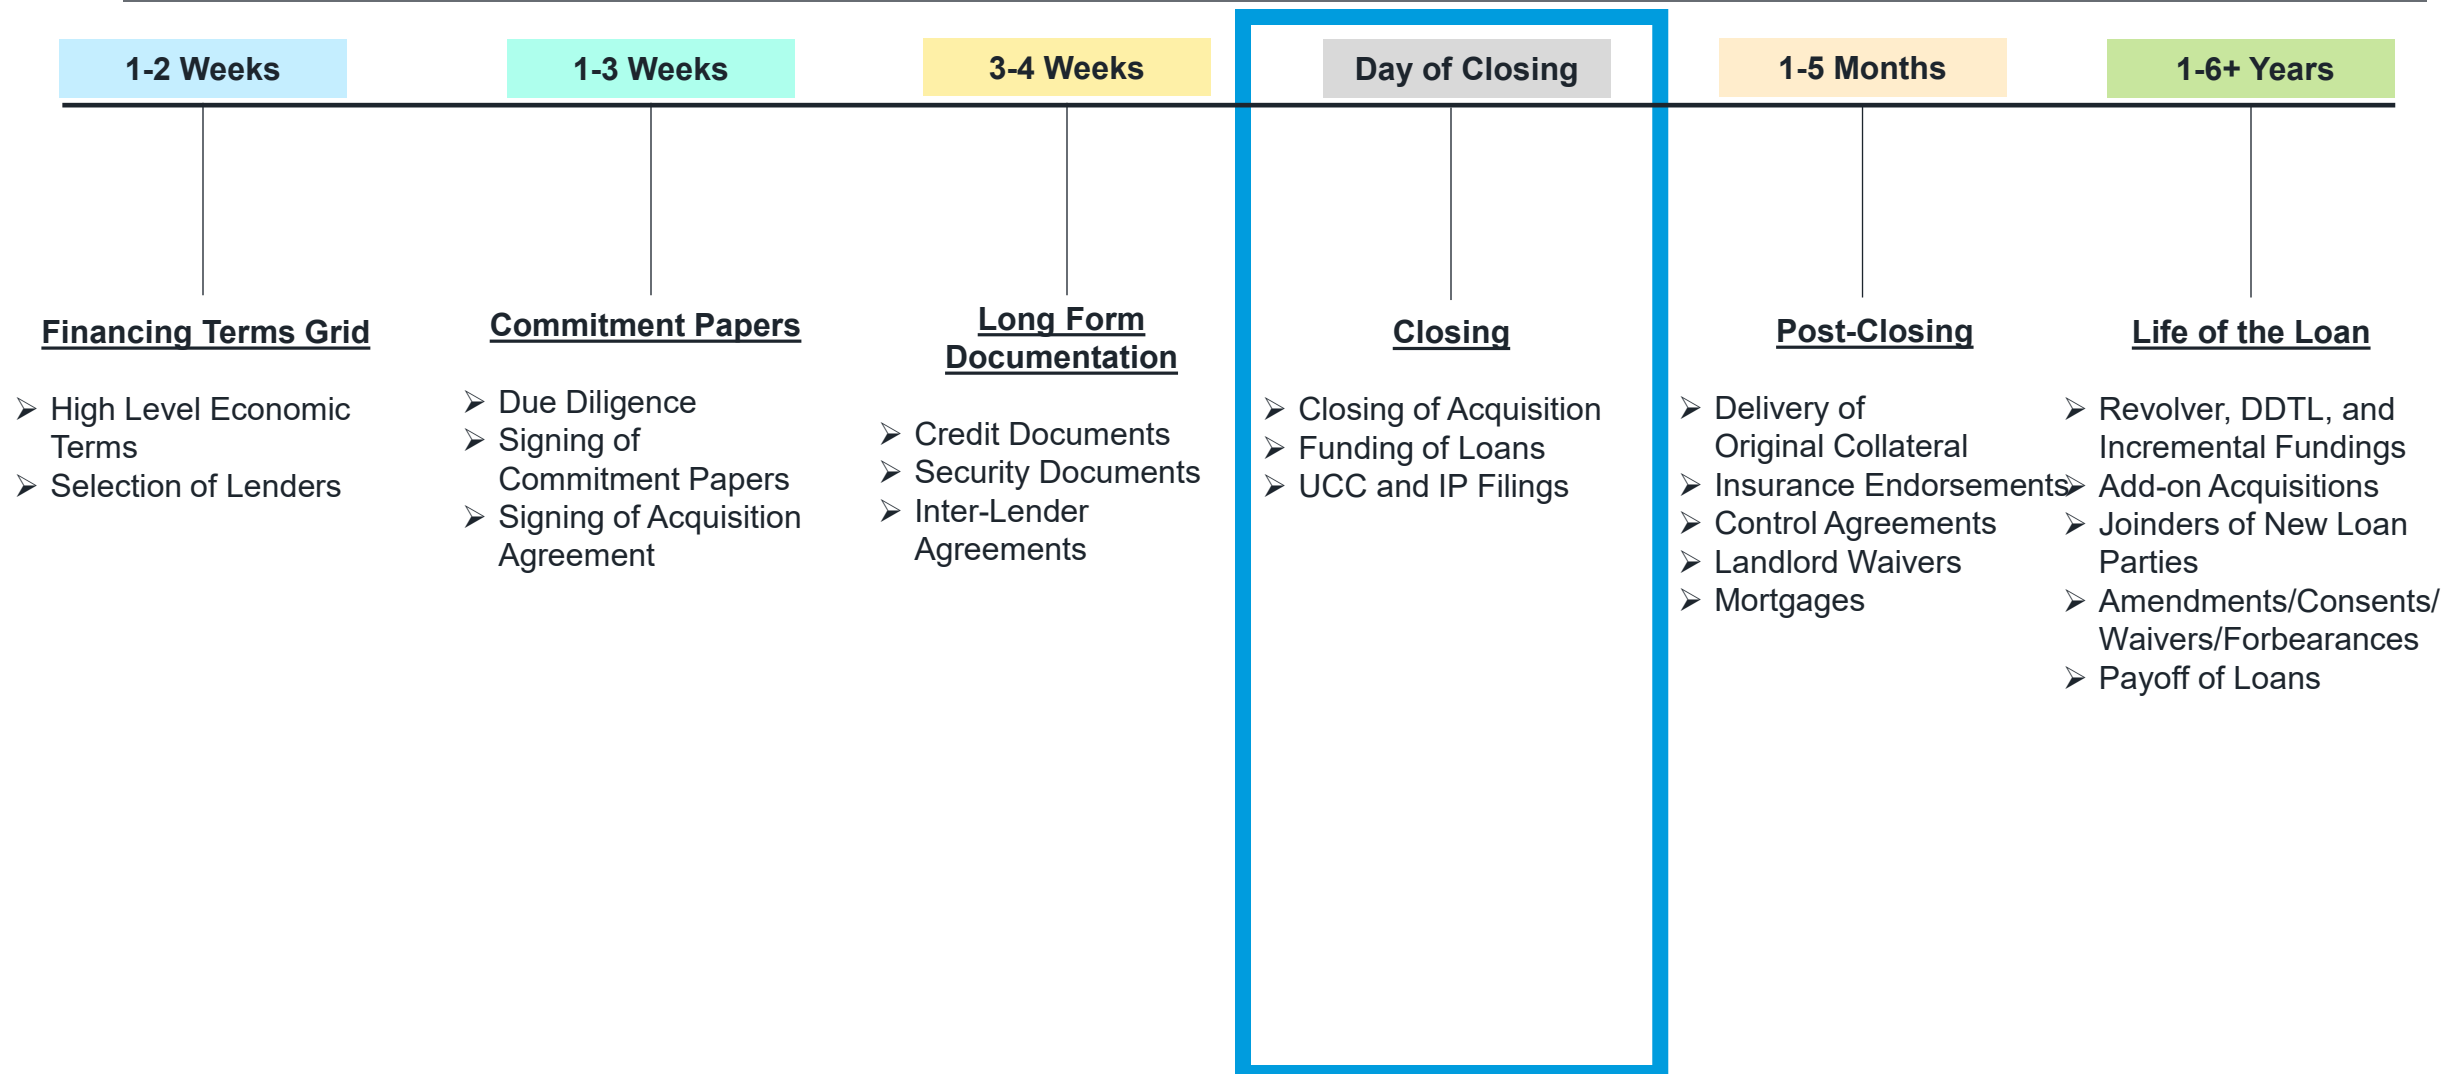 1-2 Weeks
1-3 Weeks
3-4 Weeks
Day of Closing
1-5 Months
1-6+ Years
Financing Terms Grid
➢ High Level Economic
Terms
➢ Selection of Lenders
Commitment Papers
➢ Due Diligence
➢ Signing of
Commitment Papers
➢ Signing of Acquisition
Agreement
Long Form
Documentation
➢ Credit Documents
➢ Security Documents
➢ Inter-Lender
Agreements
Closing
➢ Closing of Acquisition
➢ Funding of Loans
➢ UCC and IP Filings
Post-Closing
➢ Delivery of
Original Collateral
➢ Insurance Endorsements
➢ Control Agreements
➢ Landlord Waivers
➢ Mortgages
Life of the Loan
➢ Revolver, DDTL, and
Incremental Fundings
➢ Add-on Acquisitions
➢ Joinders of New Loan
Parties
➢ Amendments/Consents/
Waivers/Forbearances
➢ Payoff of Loans